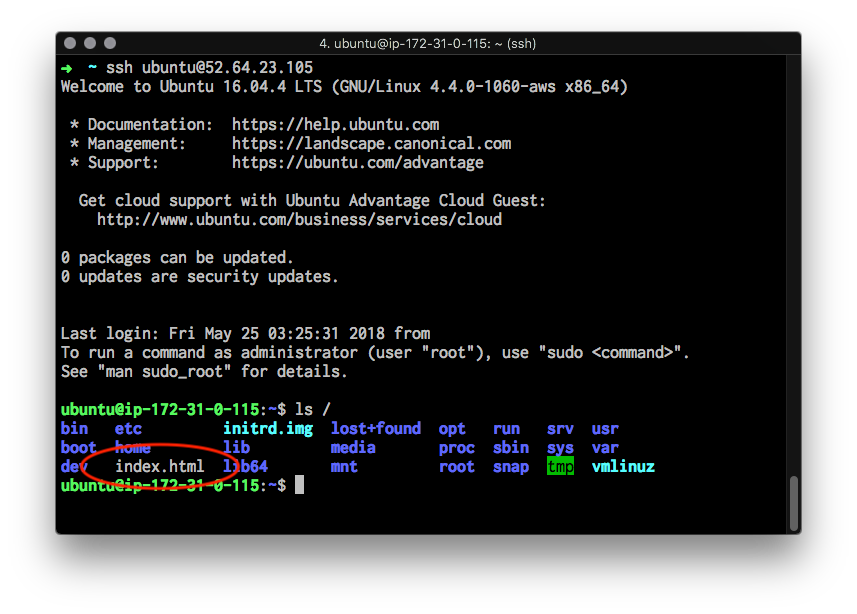 4. ubuntu@ip-172-31-0-115: ~ (ssh)
➜  ~ ssh ubuntu@52.64.23.105
Welcome to Ubuntu 16.04.4 LTS (GNU/Linux 4.4.0-1060-aws x86_64)
* Documentation:  https://help.ubuntu.com
* Management:     https://landscape.canonical.com
* Support:        https://ubuntu.com/advantage
Get cloud support with Ubuntu Advantage Cloud Guest:
http://www.ubuntu.com/business/services/cloud
0 packages can be updated.
0 updates are security updates.
Last login: Fri May 25 03:25:31 2018 from
To run a command as administrator (user "root"), use "sudo <command>".
See "man sudo_root" for details.
ubuntu@ip-172-31-0-115:~$ ls /
bin   etc         initrd.img  lost+found  opt   run   srv  usr
boot  home        lib         media       proc  sbin  sys  var
dev   index.html  lib64       mnt         root  snap  tmp  vmlinuz
ubuntu@ip-172-31-0-115:~$